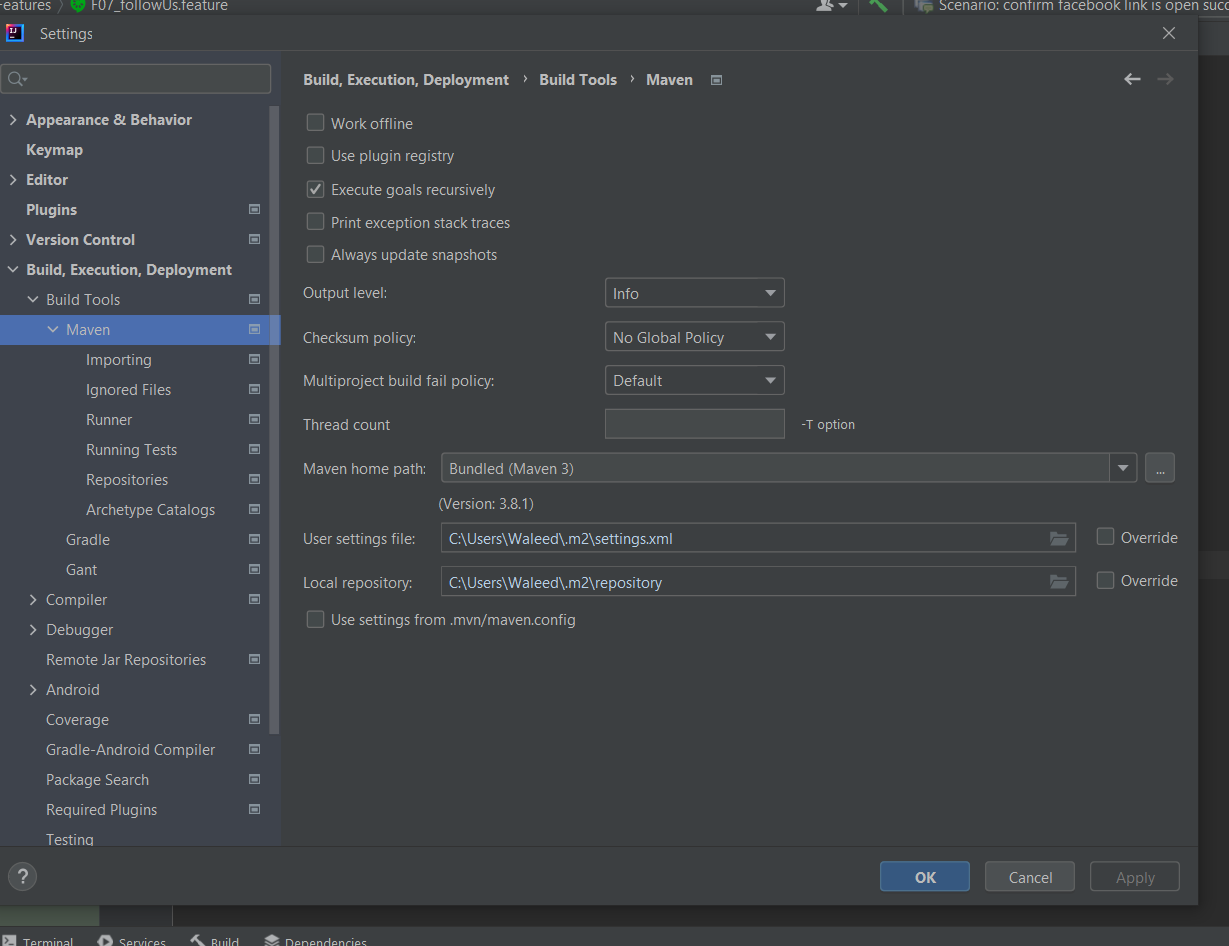 eatures F07_followUs.feature Scenario: confirm facebook link is open succ
Settings
Build, Execution, Deployment › Build Tools › Maven
Appearance & Behavior
Keymap
Editor
Plugins
Version Control
Build, Execution, Deployment
Build Tools
Maven
Importing
Ignored Files
Runner
Running Tests
Repositories
Archetype Catalogs
Gradle
Gant
Compiler
Debugger
Remote Jar Repositories
Android
Coverage
Gradle-Android Compiler
Package Search
Required Plugins
Testing
Work offline
Use plugin registry
Execute goals recursively
Print exception stack traces
Always update snapshots
Output level: Info
Checksum policy: No Global Policy
Multiproject build fail policy: Default
Thread count -T option
Maven home path: Bundled (Maven 3) ...
(Version: 3.8.1)
User settings file: C:\Users\Waleed\.m2\settings.xml Override
Local repository: C:\Users\Waleed\.m2\repository Override
Use settings from .mvn/maven.config
? OK Cancel Apply
Terminal Services Build Dependencies